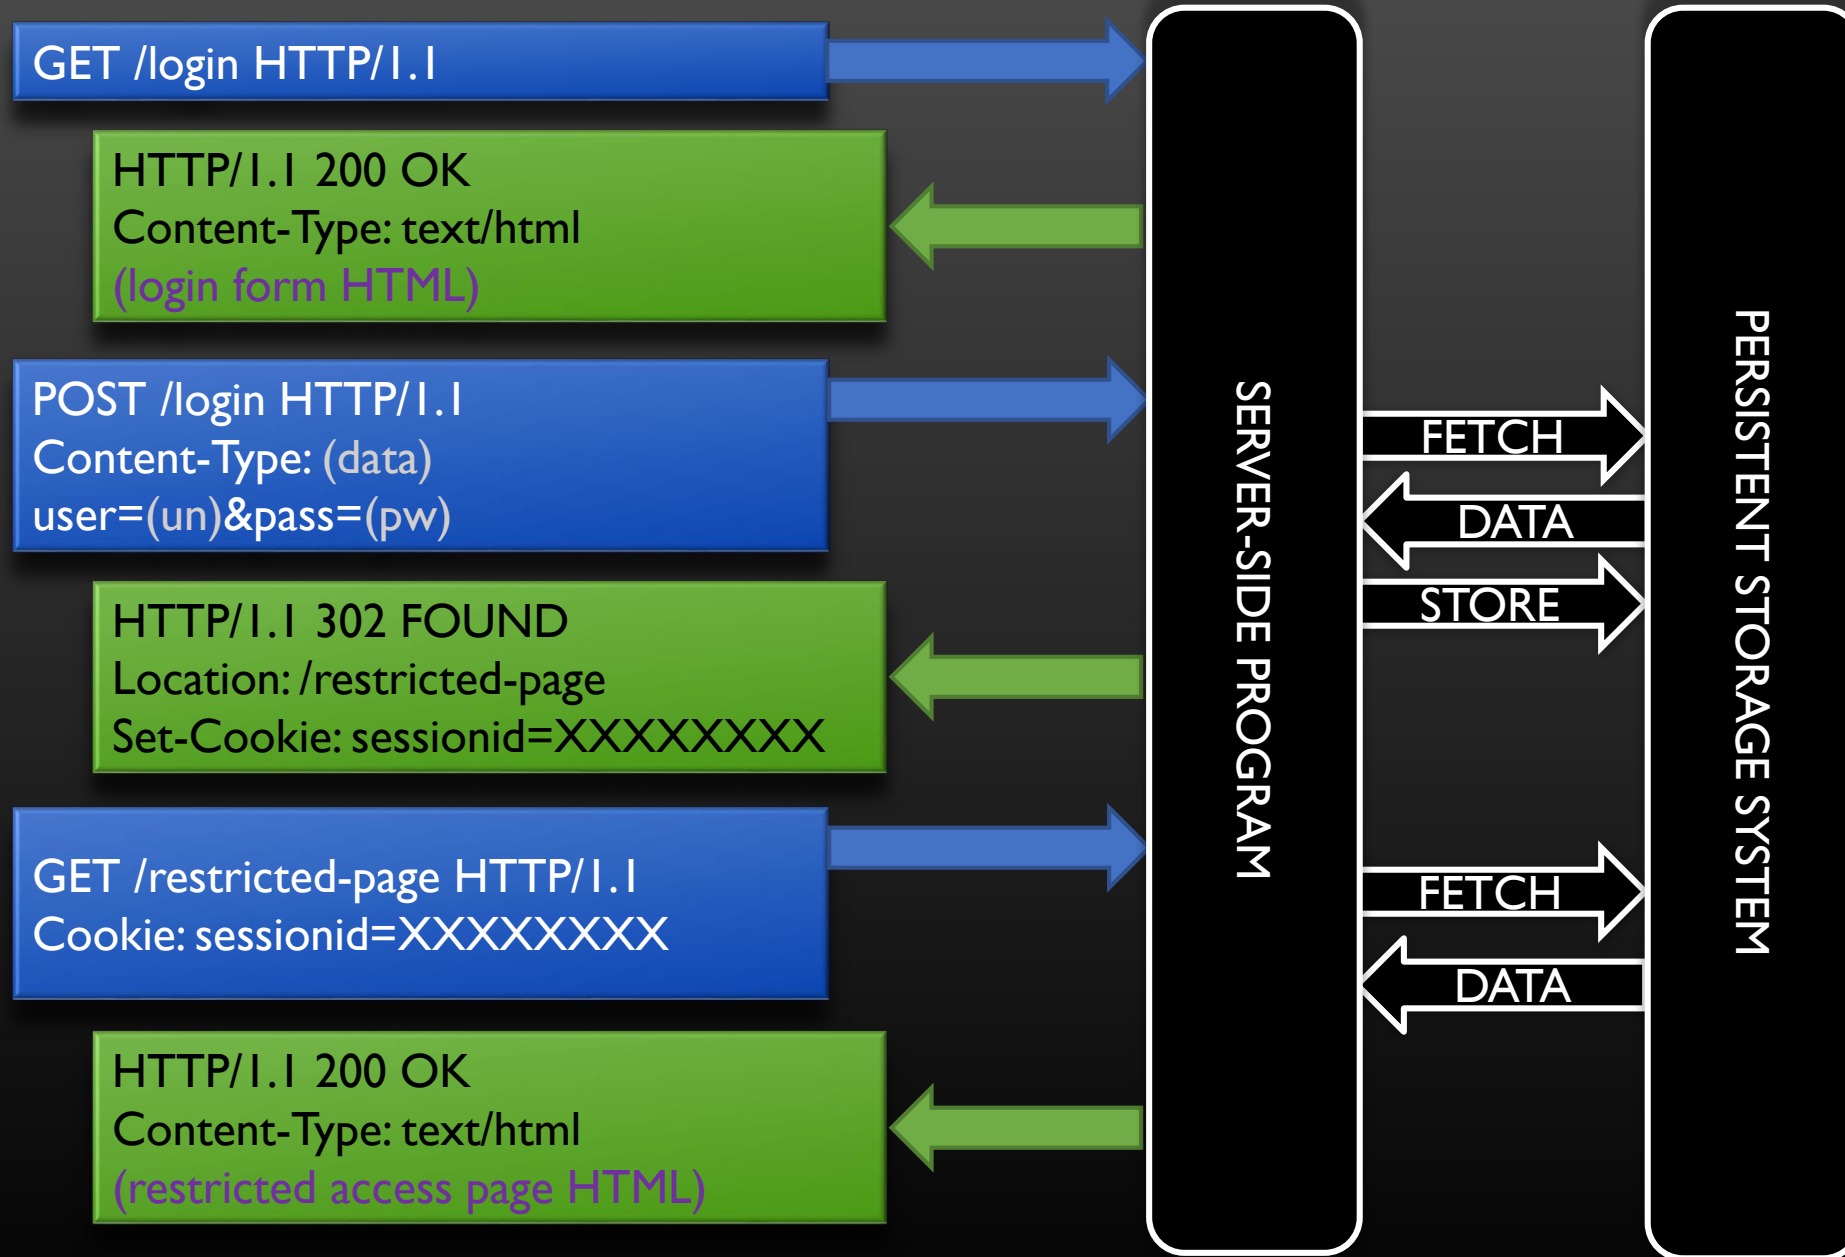 GET /login HTTP/1.1
HTTP/1.1 200 OK
Content-Type: text/html
(login form HTML)
POST /login HTTP/1.1
Content-Type: (data)
user=(un)&pass=(pw)
HTTP/1.1 302 FOUND
Location: /restricted-page
Set-Cookie: sessionid=XXXXXXXX
GET /restricted-page HTTP/1.1
Cookie: sessionid=XXXXXXXX
HTTP/1.1 200 OK
Content-Type: text/html
(restricted access page HTML)
SERVER-SIDE PROGRAM
FETCH
DATA
STORE
FETCH
DATA
PERSISTENT STORAGE SYSTEM